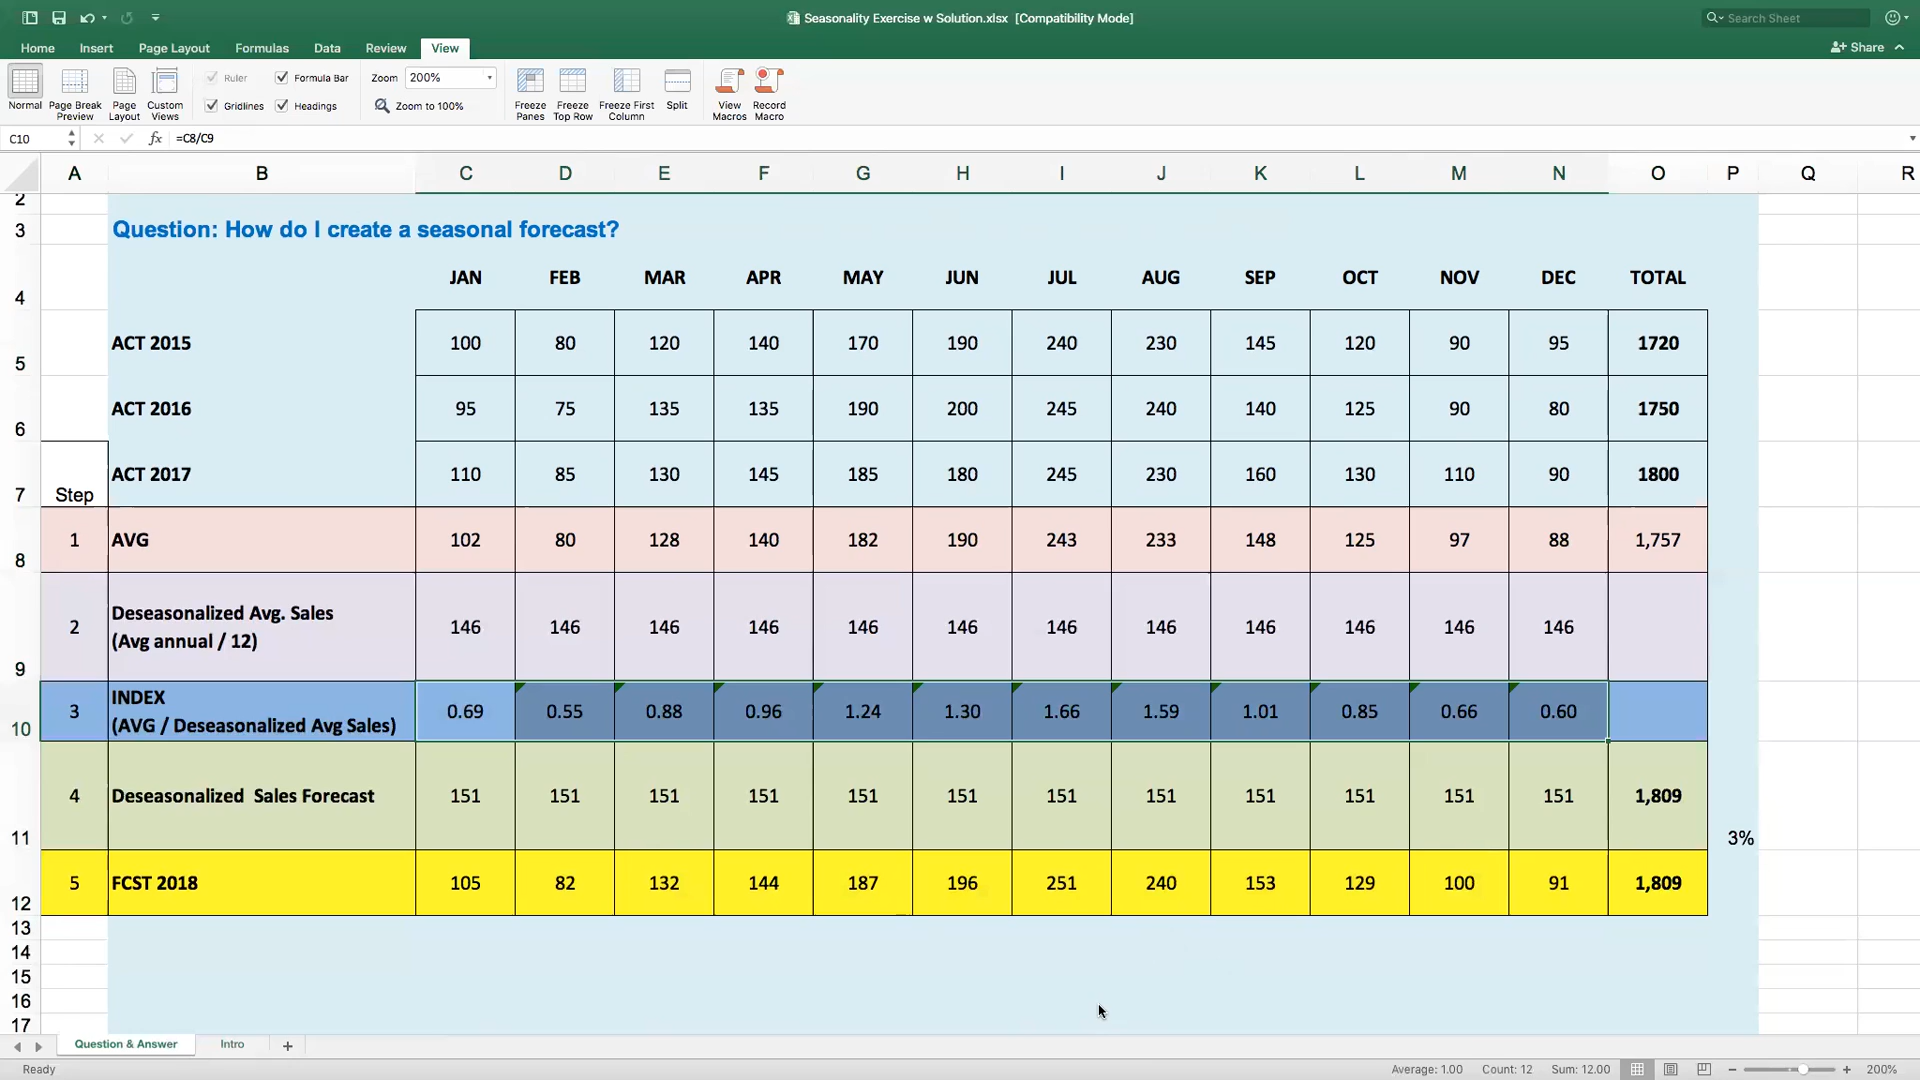 Seasonality Exercise w Solution.xlsx [Compatibility Mode]
Search Sheet
Home Insert Page Layout Formulas Data Review View
Share
Normal Page Break Preview Page Layout Custom Views
Ruler Formula Bar
Gridlines Headings
Zoom 200%
Zoom to 100%
Freeze Panes Freeze Top Row Freeze First Column Split
View Macros Record Macro
C10 fx =C8/C9
A B C D E F G H I J K L M N O P Q R
2
3 Question: How do I create a seasonal forecast?
4 JAN FEB MAR APR MAY JUN JUL AUG SEP OCT NOV DEC TOTAL
5 ACT 2015 100 80 120 140 170 190 240 230 145 120 90 95 1720
6 ACT 2016 95 75 135 135 190 200 245 240 140 125 90 80 1750
7 Step ACT 2017 110 85 130 145 185 180 245 230 160 130 110 90 1800
8 1 AVG 102 80 128 140 182 190 243 233 148 125 97 88 1,757
9 2 Deseasonalized Avg. Sales
(Avg annual / 12) 146 146 146 146 146 146 146 146 146 146 146 146
10 3 INDEX
(AVG / Deseasonalized Avg Sales) 0.69 0.55 0.88 0.96 1.24 1.30 1.66 1.59 1.01 0.85 0.66 0.60
11 4 Deseasonalized Sales Forecast 151 151 151 151 151 151 151 151 151 151 151 151 1,809 3%
12 5 FCST 2018 105 82 132 144 187 196 251 240 153 129 100 91 1,809
13
14
15
16
17
Question & Answer Intro
Ready Average: 1.00 Count: 12 Sum: 12.00 200%